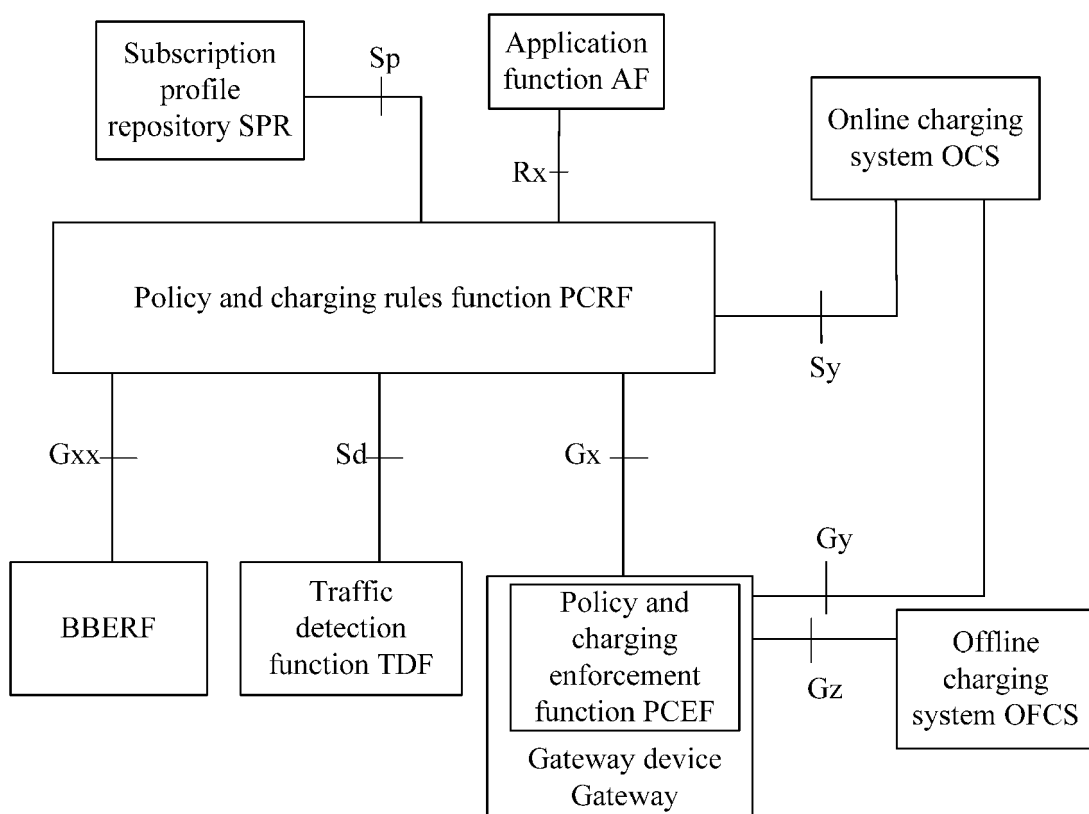 Subscription
profile
repository SPR
Sp
Application
function AF
Rx
Online charging
system OCS
Policy and charging rules function PCRF
Sy
Gxx
Sd
Gx
BBERF
Traffic
detection
function TDF
Policy and
charging
enforcement
function PCEF
Gateway device
Gateway
Gy
Gz
Offline
charging
system OFCS